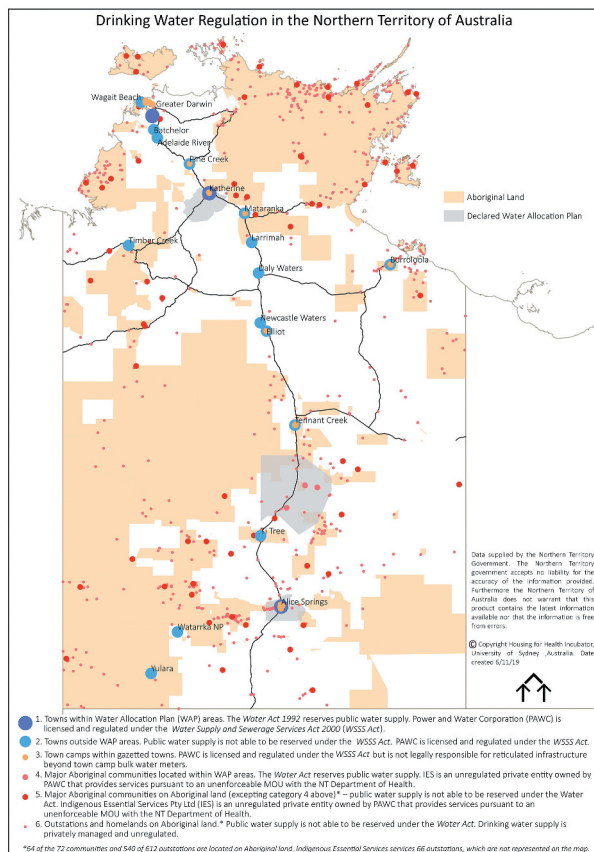 Drinking Water Regulation in the Northern Territory of Australia
Wagait Beach
Greater Darwin
Batchelor
Adelaide River
Pine Creek
Katherine
Mataranka
Aboriginal Land
Declared Water Allocation Plan
Timber Creek
Larrimah
Borroloola
Daly Waters
Newcastle Waters
Elliot
Tennant Creek
Ti Tree
Alice Springs
Watarrka NP
Yulara
Data supplied by the Northern Territory
Government. The Northern Territory
government accepts no liability for the
accuracy of the information provided.
Furthermore the Northern Territory of
Australia does not warrant that this
product contains the latest information
available nor that the information is free
from errors.
© Copyright Housing for Health incubator,
University of Sydney ,Australia. Date
created 6/11/19
1. Towns within Water Allocation Plan (WAP) areas. The Water Act 1992 reserves public water supply. Power and Water Corporation (PAWC) is
licensed and regulated under the Water Supply and Sewerage Services Act 2000 (WSSS Act).
2. Towns outside WAP areas. Public water supply is not able to be reserved under the WSSS Act. PAWC is licensed and regulated under the WSSS Act.
3. Town camps within gazetted towns. PAWC is licensed and regulated under the WSSS Act but is not legally responsible for reticulated infrastructure
beyond town camp bulk water meters.
4. Major Aboriginal communities located within WAP areas. The Water Act reserves public water supply. IES is an unregulated private entity owned by
PAWC that provides services pursuant to an unenforceable MOU with the NT Department of Health.
5. Major Aboriginal communities on Aboriginal land (excepting category 4 above)* – public water supply is not able to be reserved under the Water
Act. Indigenous Essential Services Pty Ltd (IES) is an unregulated private entity owned by PAWC that provides services pursuant to an
unenforceable MOU with the NT Department of Health.
6. Outstations and homelands on Aboriginal land.* Public water supply is not able to be reserved under the Water Act. Drinking water supply is
privately managed and unregulated.
*64 of the 72 communities and 540 of 612 outstations are located on Aboriginal land. Indigenous Essential Services services 66 outstations, which are not represented on the map.